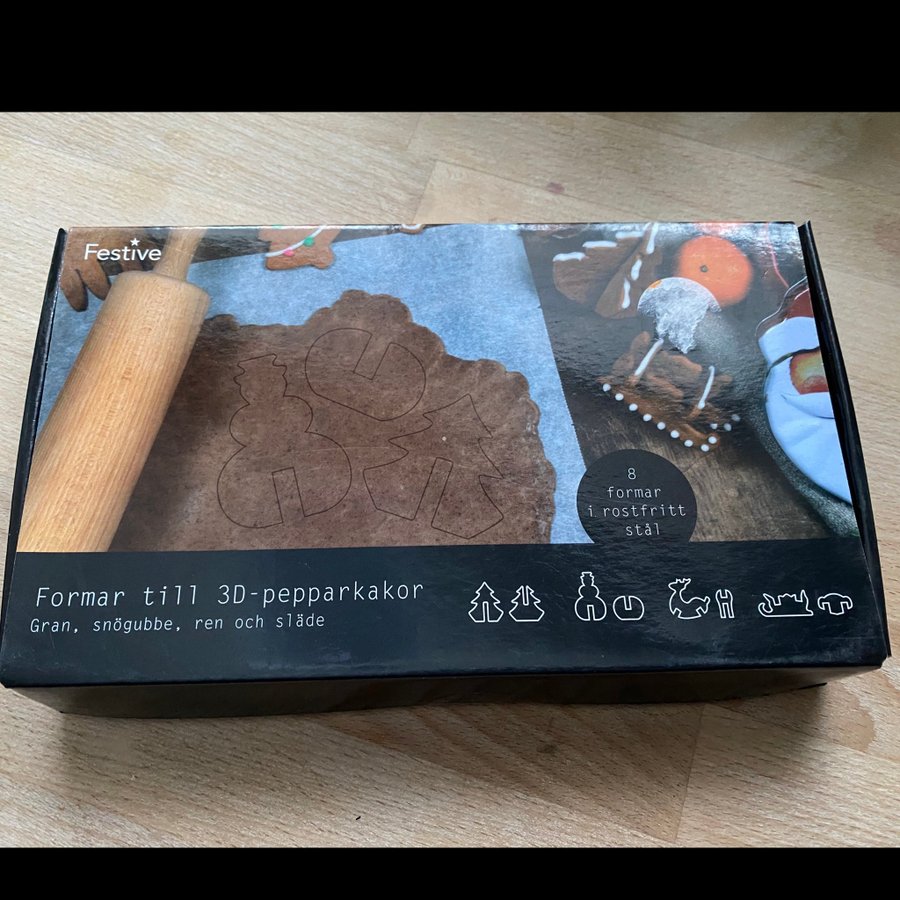 Festive
8
formar
i rostfritt
stål
Formar till 3D-pepparkakor
Gran, snögubbe, ren och släde